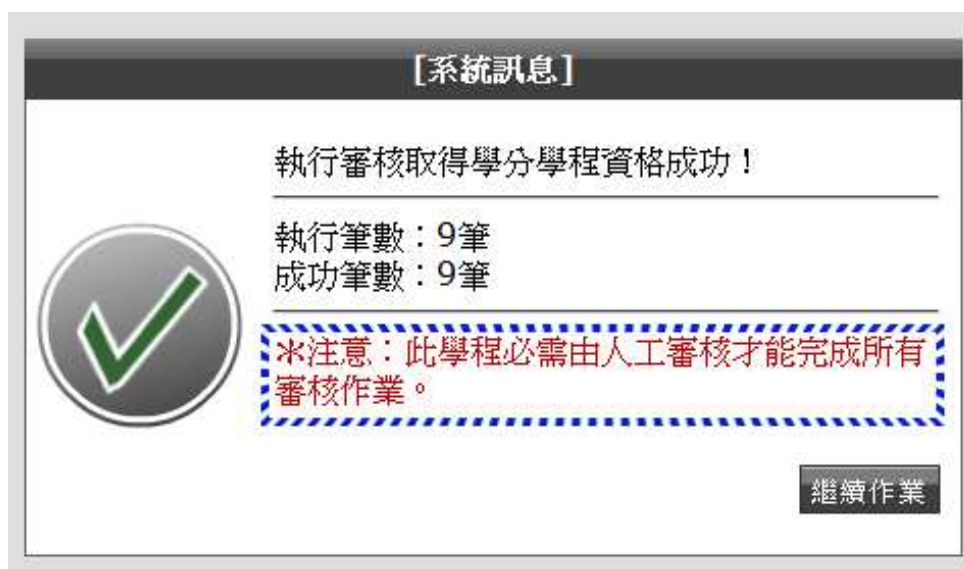 [系統訊息]
執行審核取得學分學程資格成功！
執行筆數：9筆
成功筆數：9筆
※注意：此學程必需由人工審核才能完成所有
審核作業。
繼續作業